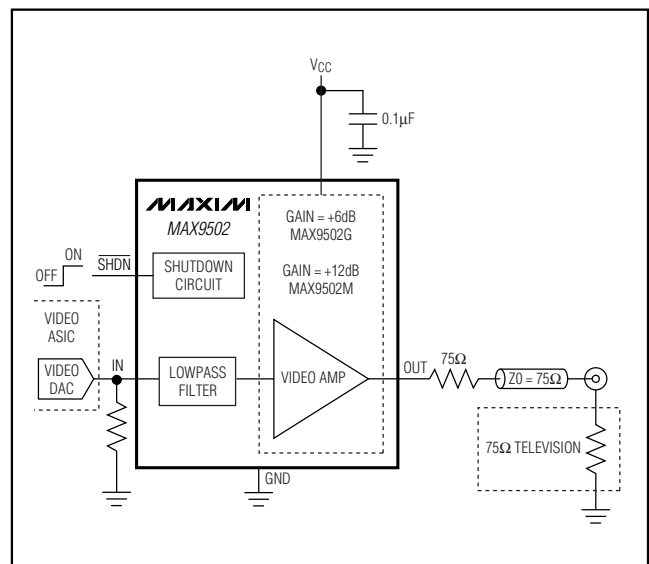 VCC
0.1µF
MAXIM
MAX9502
GAIN = +6dB
MAX9502G
GAIN = +12dB
MAX9502M
ON
OFF
SHDN
SHUTDOWN
CIRCUIT
VIDEO
ASIC
VIDEO
DAC
IN
LOWPASS
FILTER
VIDEO AMP
OUT
75Ω
Z0 = 75Ω
75Ω TELEVISION
GND